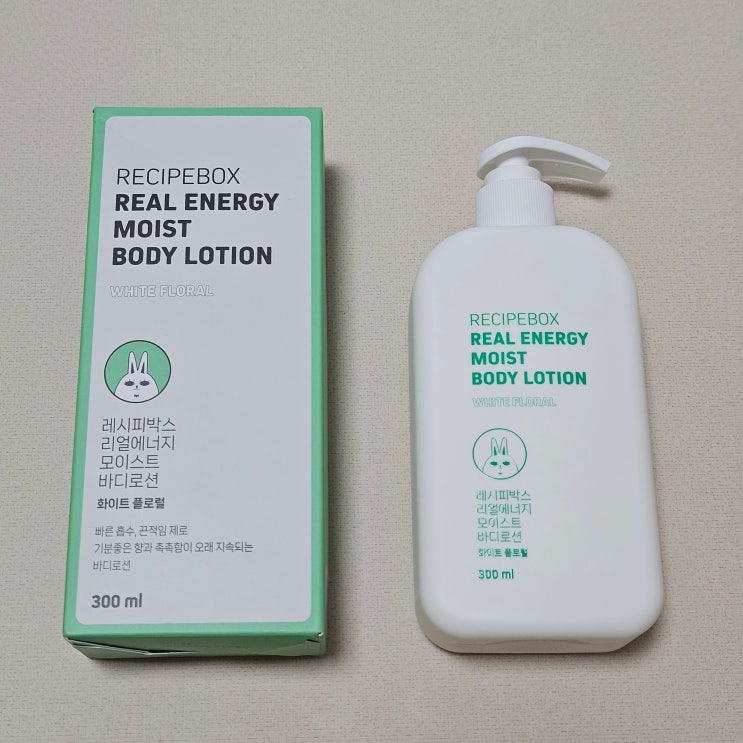 RECIPEBOX
REAL ENERGY
MOIST
BODY LOTION
WHITE FLORAL
레시피박스
리얼에너지
모이스트
바디로션
화이트 플로럴
빠른 흡수, 끈적임 제로
기분좋은 향과 촉촉함이 오래 지속되는
바디로션
300 ml
RECIPEBOX
REAL ENERGY
MOIST
BODY LOTION
WHITE FLORAL
레시피박스
리얼에너지
모이스트
바디로션
화이트 플로럴
300 ml